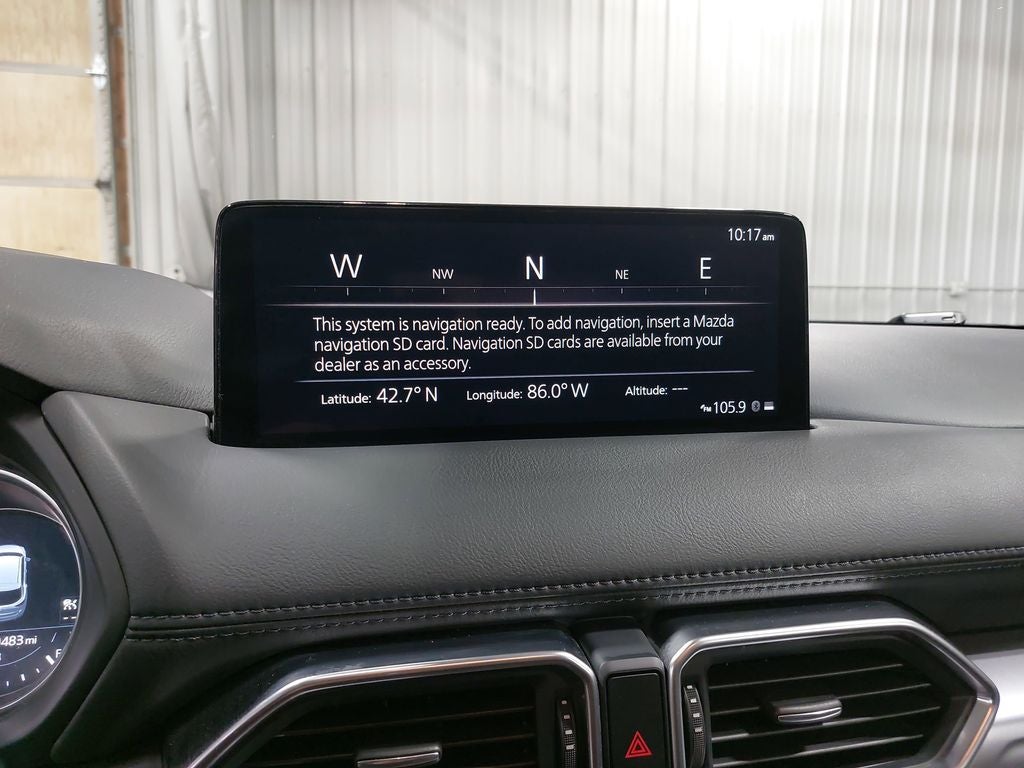 10:17 am
W NW N NE E
This system is navigation ready. To add navigation, insert a Mazda
navigation SD card. Navigation SD cards are available from your
dealer as an accessory.
Latitude: 42.7° N Longitude: 86.0° W Altitude: ---
FM 105.9
483 mi
F